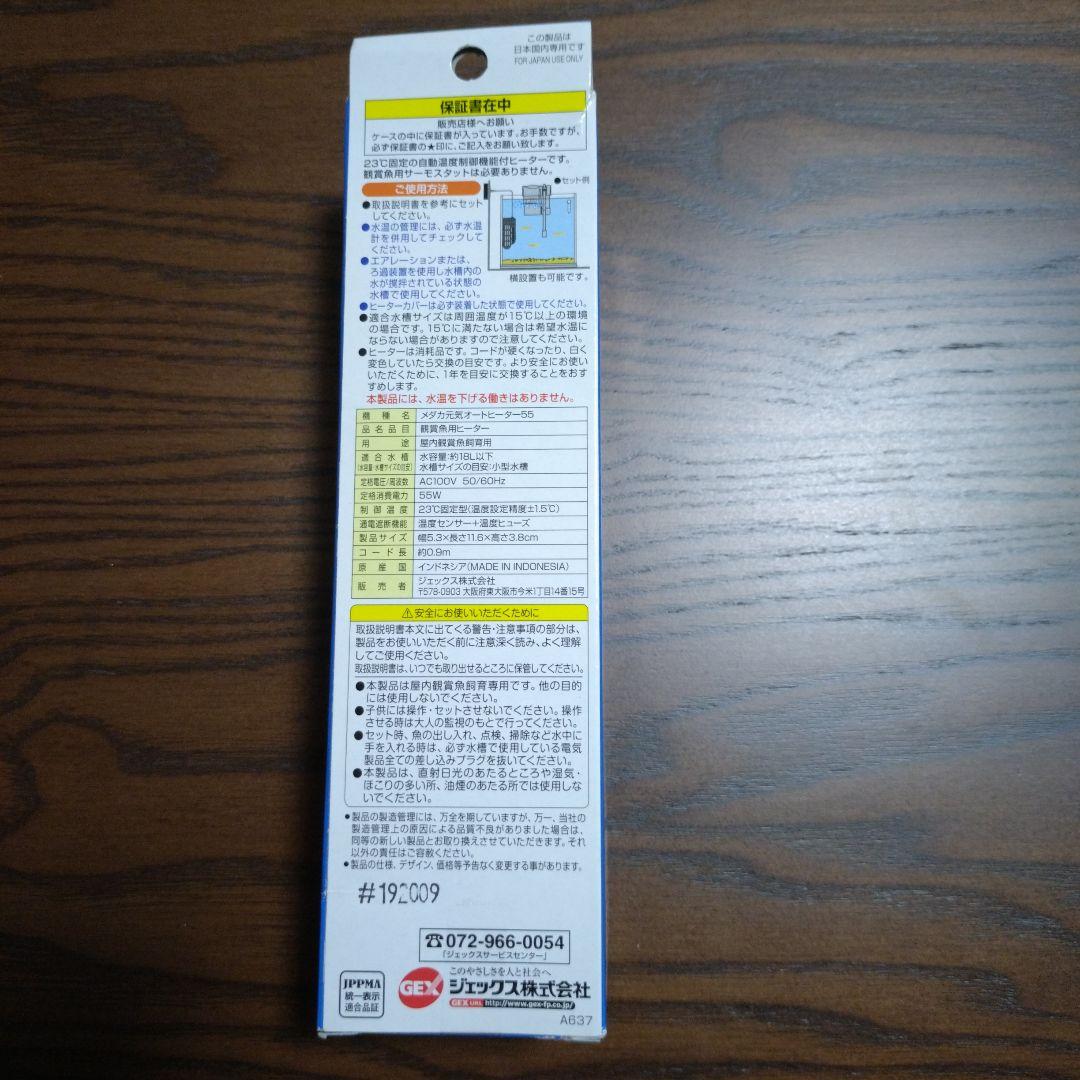 この製品は
日本国内専用です
FOR JAPAN USE ONLY
保証書在中
販売店様へお願い
ケースの中に保証書が入っています。お手数ですが、
必ず保証書の★印に、ご記入をお願い致します。
23℃固定の自動温度制御機能付ヒーターです。
観賞魚用サーモスタットは必要ありません。
ご使用方法
●セット例
●取扱説明書を参考にセット
してください。
●水温の管理には、必ず水温
計を併用してチェックして
ください。
●エアレーションまたは、
ろ過装置を使用し水槽内の
水が撹拌されている状態の
水槽で使用してください。
横設置も可能です。
●ヒーターカバーは必ず装着した状態で使用してください。
●適合水槽サイズは周囲温度が15℃以上の環境
の場合です。15℃に満たない場合は希望水温に
ならない場合がありますので注意してください。
●ヒーターは消耗品です。コードが硬くなったり、白く
変色していたら交換の目安です。より安全にお使い
いただくために、1年を目安に交換することをおす
すめします。
本製品には、水温を下げる働きはありません。
機種名 メダカ元気オートヒーター55
品名品目 観賞魚用ヒーター
用途 屋内観賞魚飼育用
適合水槽 水容量:約18L以下
(水容量・水槽サイズの目安) 水槽サイズの目安:小型水槽
定格電圧/周波数 AC100V 50/60Hz
定格消費電力 55W
制御温度 23℃固定型(温度設定精度±1.5℃)
通電遮断機能 温度センサー+温度ヒューズ
製品サイズ 幅5.3×長さ11.6×高さ3.8cm
コード長 約0.9m
原産国 インドネシア(MADE IN INDONESIA)
販売者 ジェックス株式会社
〒578-0903 大阪府東大阪市今米1丁目14番15号
⚠安全にお使いいただくために
取扱説明書本文に出てくる警告・注意事項の部分は、
製品をお使いいただく前に注意深く読み、よく理解
してご使用ください。
取扱説明書は、いつでも取り出せるところに保管してください。
●本製品は屋内観賞魚飼育専用です。他の目的
には使用しないでください。
●子供には操作・セットさせないでください。操作
させる時は大人の監視のもとで行ってください。
●セット時、魚の出し入れ、点検、掃除など水中に
手を入れる時は、必ず水槽で使用している電気
製品全ての差し込みプラグを抜いてください。
●本製品は、直射日光のあたるところや湿気・
ほこりの多い所、油煙のあたる所では使用しな
いでください。
●製品の製造管理には、万全を期していますが、万一、当社の
製造管理上の原因による品質不良がありました場合は、
同等の新しい製品とお取り換えさせていただきます。それ
以外の責任はご容赦ください。
●製品の仕様、デザイン、価格等予告なく変更する事があります。
#192009
☎072-966-0054
「ジェックスサービスセンター」
JPPMA
統一表示
適合品証
GEX
このやさしさを人と社会へ
ジェックス株式会社
GEX URL http://www.gex-fp.co.jp/
A637